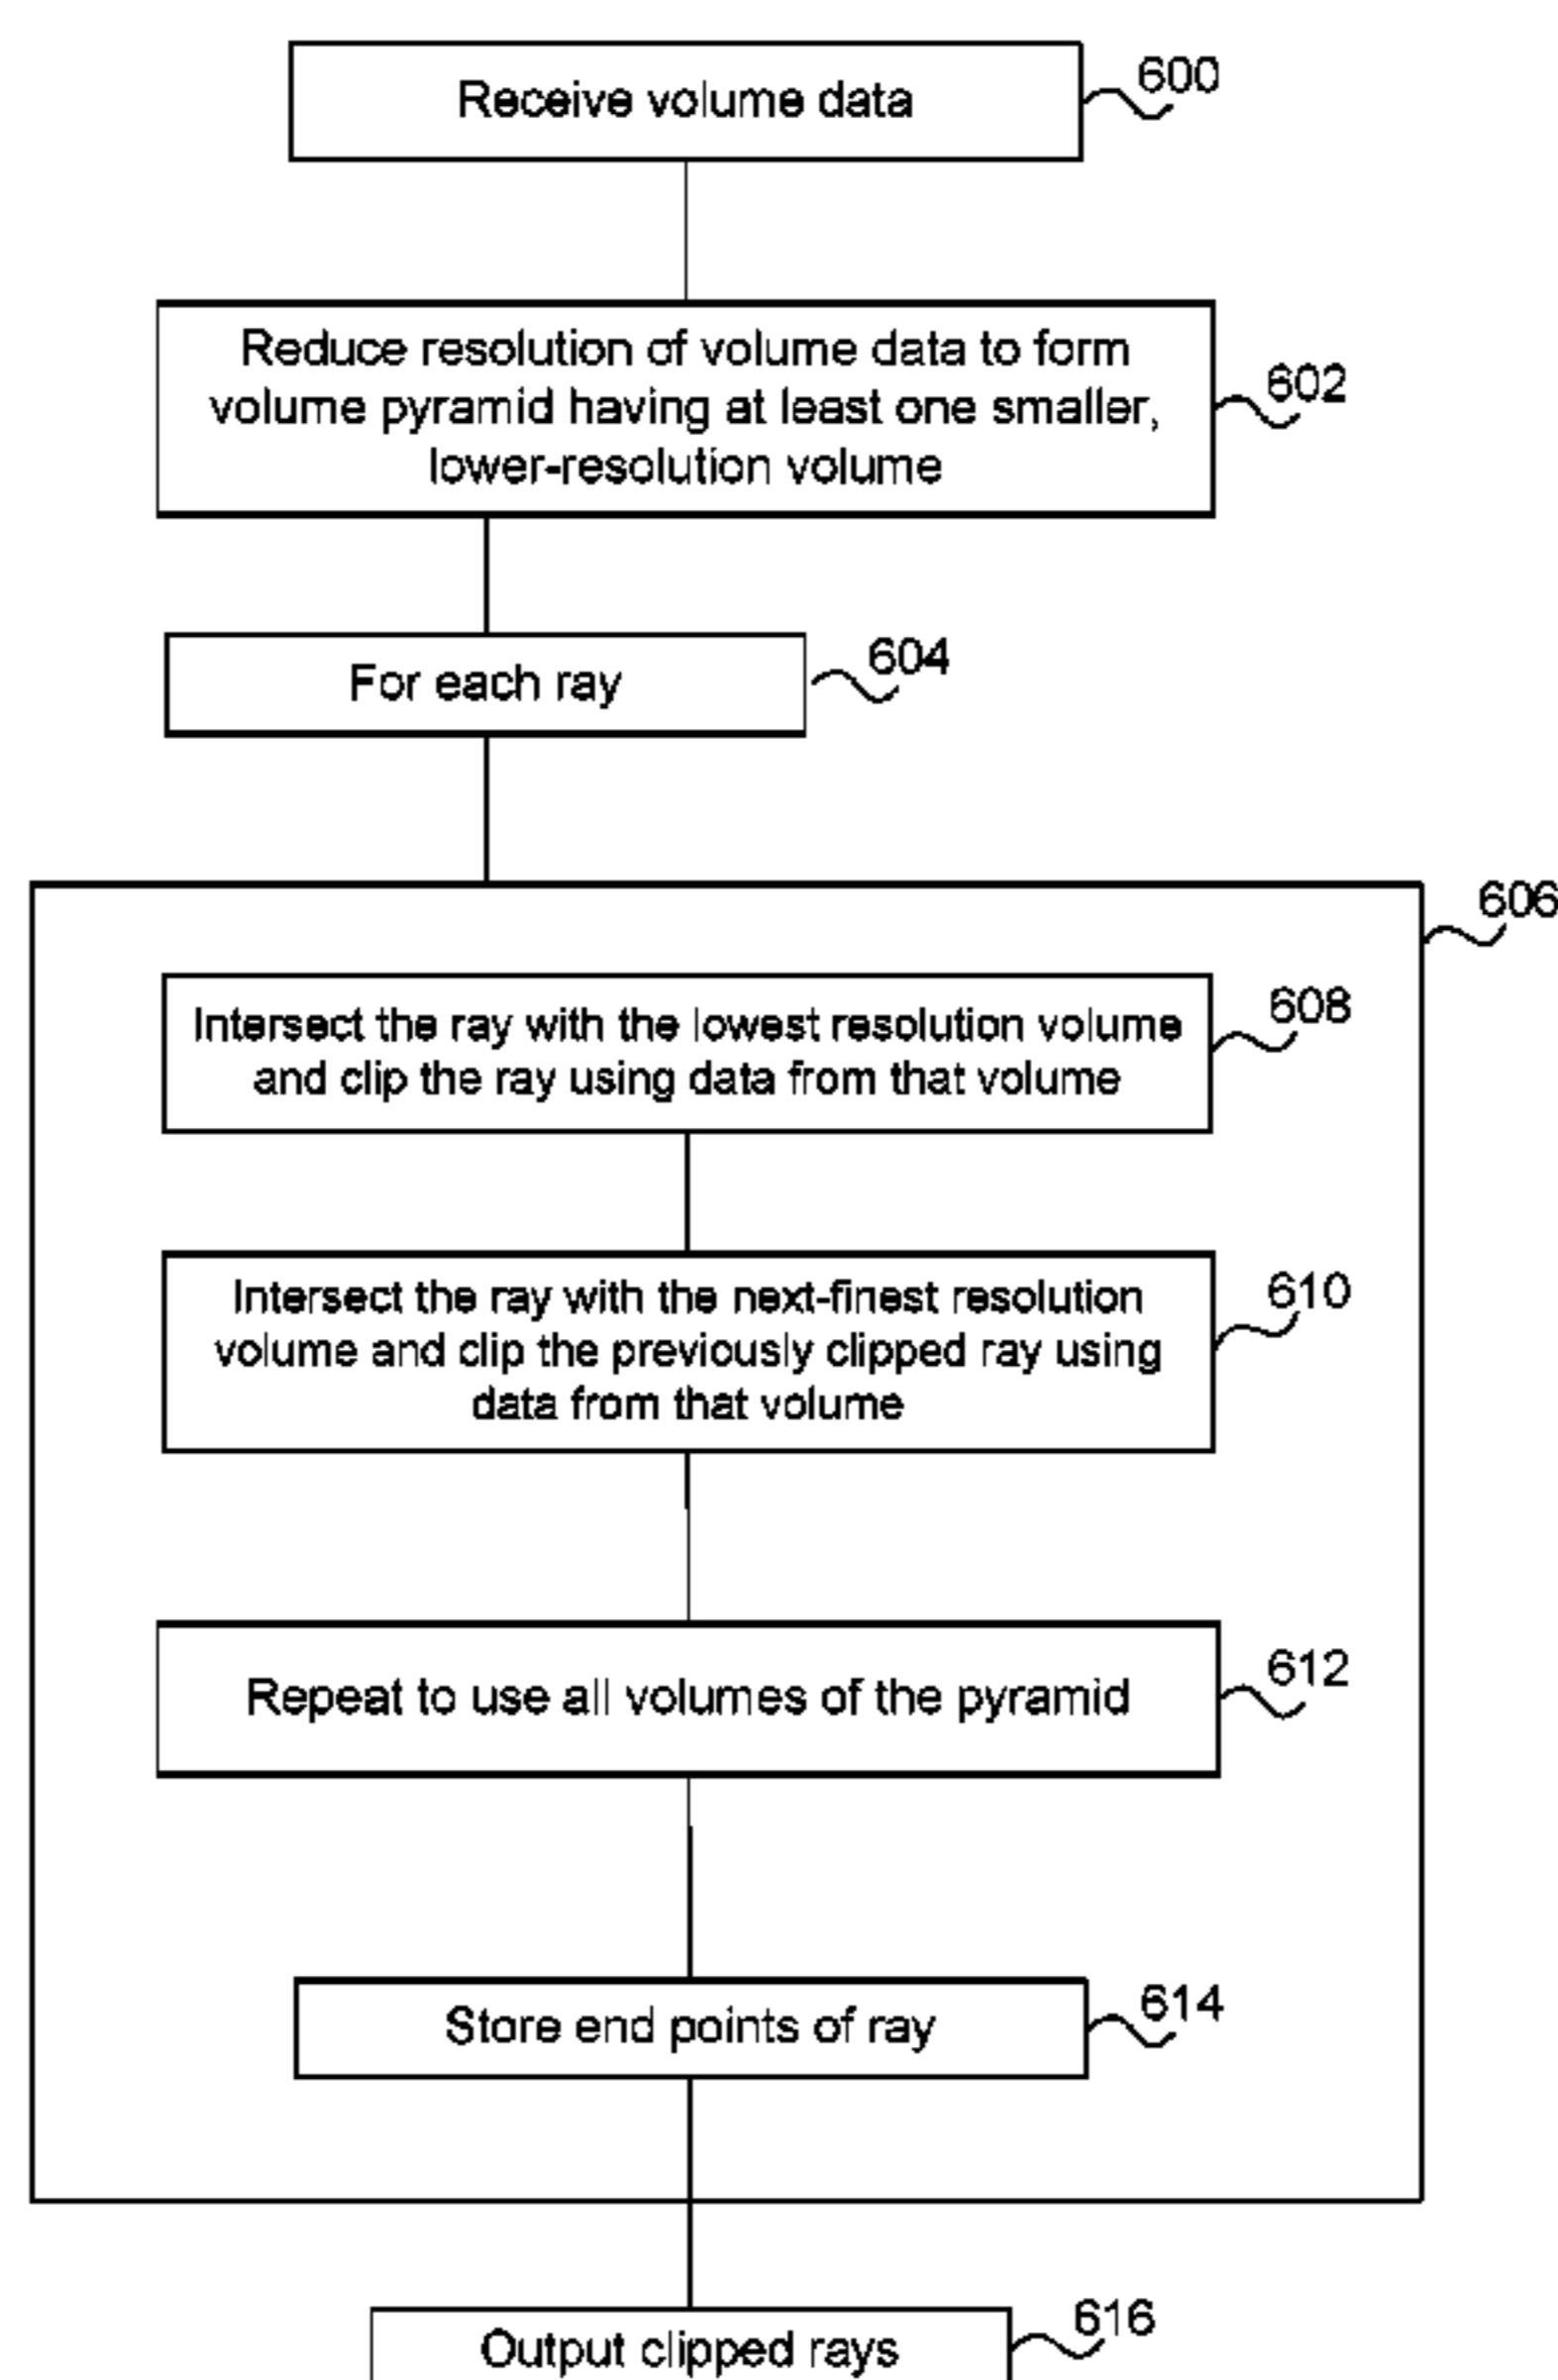 Receive volume data
600
Reduce resolution of volume data to form
volume pyramid having at least one smaller,
lower-resolution volume
602
For each ray
604
606
Intersect the ray with the lowest resolution volume
and clip the ray using data from that volume
608
Intersect the ray with the next-finest resolution
volume and clip the previously clipped ray using
data from that volume
610
Repeat to use all volumes of the pyramid
612
Store end points of ray
614
Output clipped rays
616